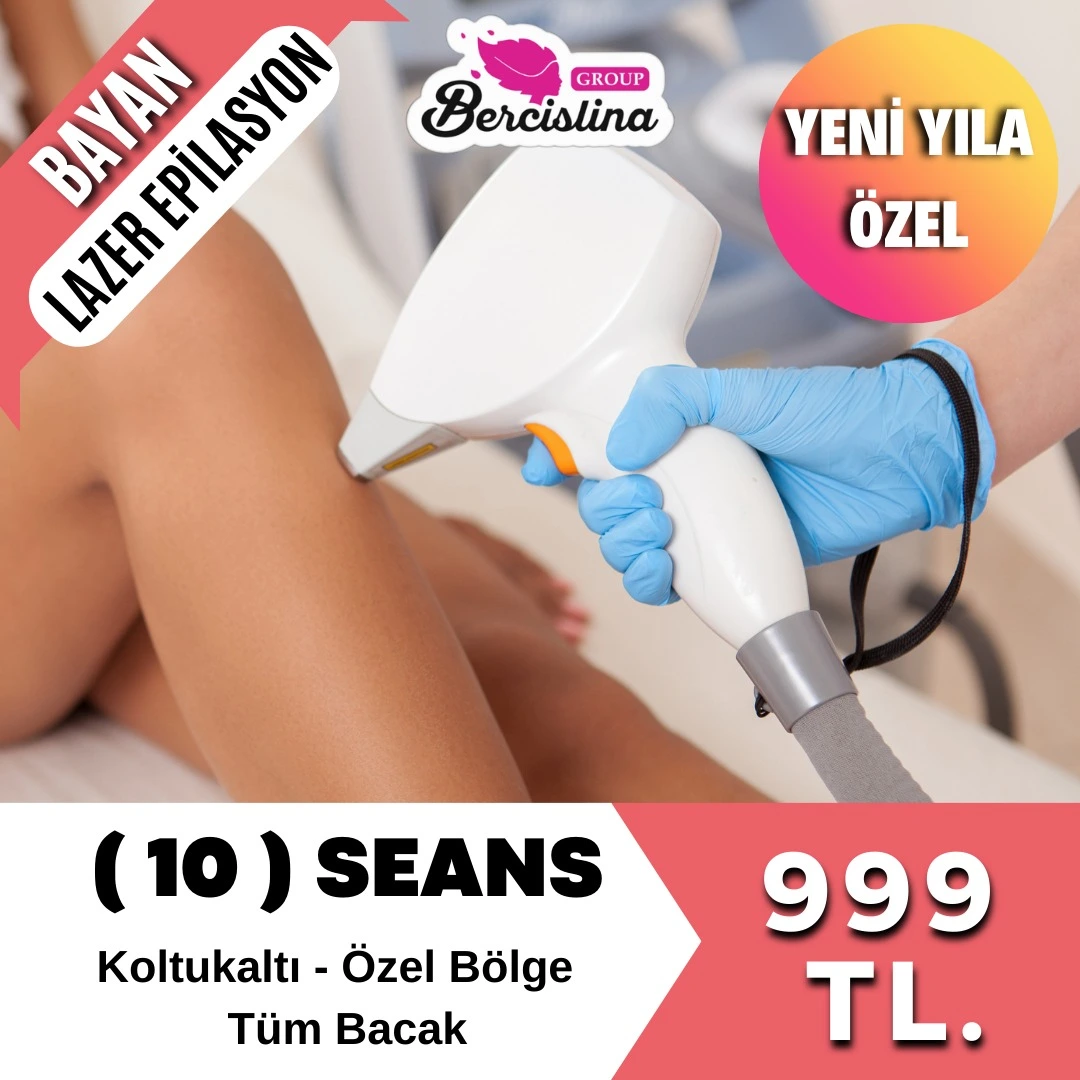 BAYAN
LAZER EPİLASYON
Bercislina GROUP
YENİ YILA
ÖZEL
( 10 ) SEANS
Koltukaltı - Özel Bölge
Tüm Bacak
999
TL.